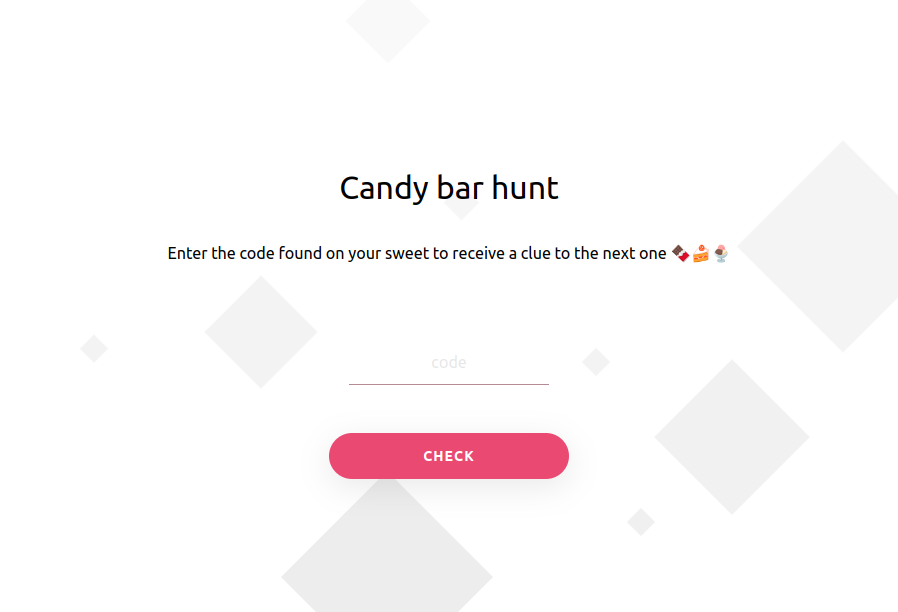 Candy bar hunt
Enter the code found on your sweet to receive a clue to the next one 🍫🍰🍨
code
CHECK